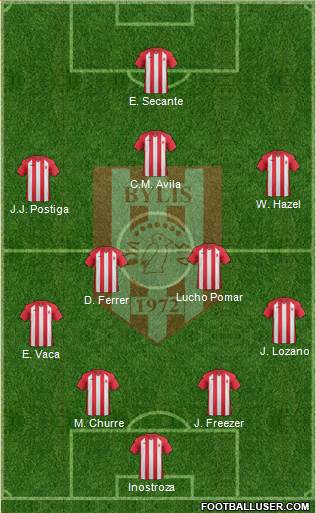 E. Secante
C.M. Avila
J.J. Postiga
W. Hazel
BYLIS
D. Ferrer
Lucho Pomar
1972
E. Vaca
J. Lozano
M. Churre
J. Freezer
Inostroza
FOOTBALLUSER.COM